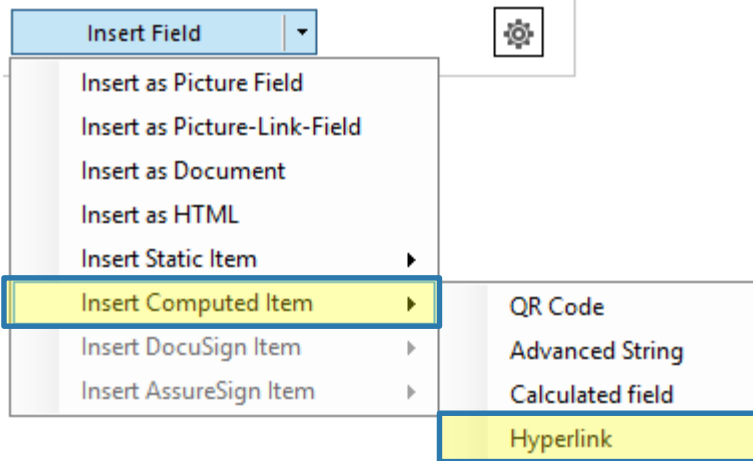 Insert Field
Insert as Picture Field
Insert as Picture-Link-Field
Insert as Document
Insert as HTML
Insert Static Item
Insert Computed Item
Insert DocuSign Item
Insert AssureSign Item
QR Code
Advanced String
Calculated field
Hyperlink